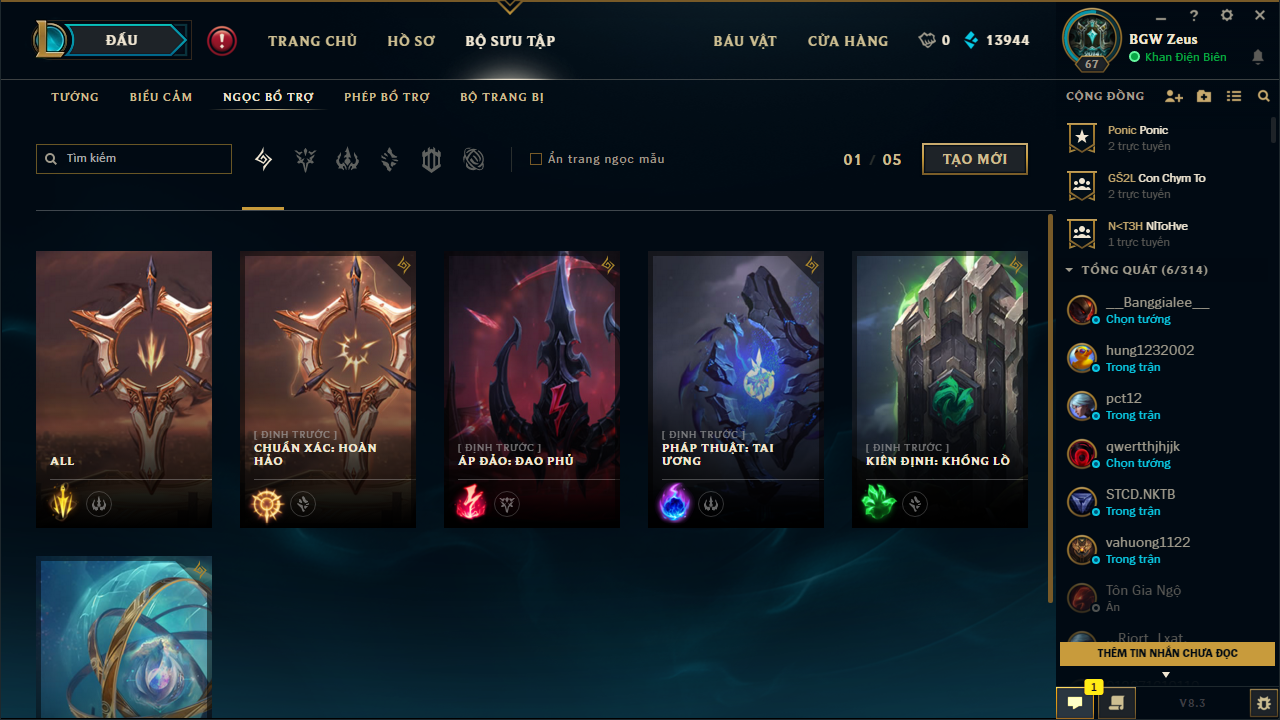 ĐẤU
TRANG CHỦ
HỒ SƠ
BỘ SƯU TẬP
BÁU VẬT
CỬA HÀNG
0
13944
BGW Zeus
Khan Điện Biên
67
TƯỚNG
BIỂU CẢM
NGỌC BỔ TRỢ
PHÉP BỔ TRỢ
BỘ TRANG BỊ
Tìm kiếm
Ẩn trang ngọc mẫu
01 / 05
TẠO MỚI
ALL
[ ĐỊNH TRƯỚC ]
CHUẨN XÁC: HOÀN
HẢO
[ ĐỊNH TRƯỚC ]
ÁP ĐẢO: ĐAO PHỦ
[ ĐỊNH TRƯỚC ]
PHÁP THUẬT: TAI
ƯƠNG
[ ĐỊNH TRƯỚC ]
KIÊN ĐỊNH: KHỔNG LỒ
CỘNG ĐỒNG
Ponic Ponic
2 trực tuyến
GŠ2L Con Chym To
2 trực tuyến
N<T3H NÍToHve
1 trực tuyến
TỔNG QUÁT (6/314)
__Banggialee__
Chọn tướng
hung1232002
Trong trận
pct12
Trong trận
qwertthjhjjk
Chọn tướng
STCD.NKTB
Trong trận
vahuong1122
Trong trận
Tôn Gia Ngộ
Ẩn
THÊM TIN NHẮN CHƯA ĐỌC
1
V8.3